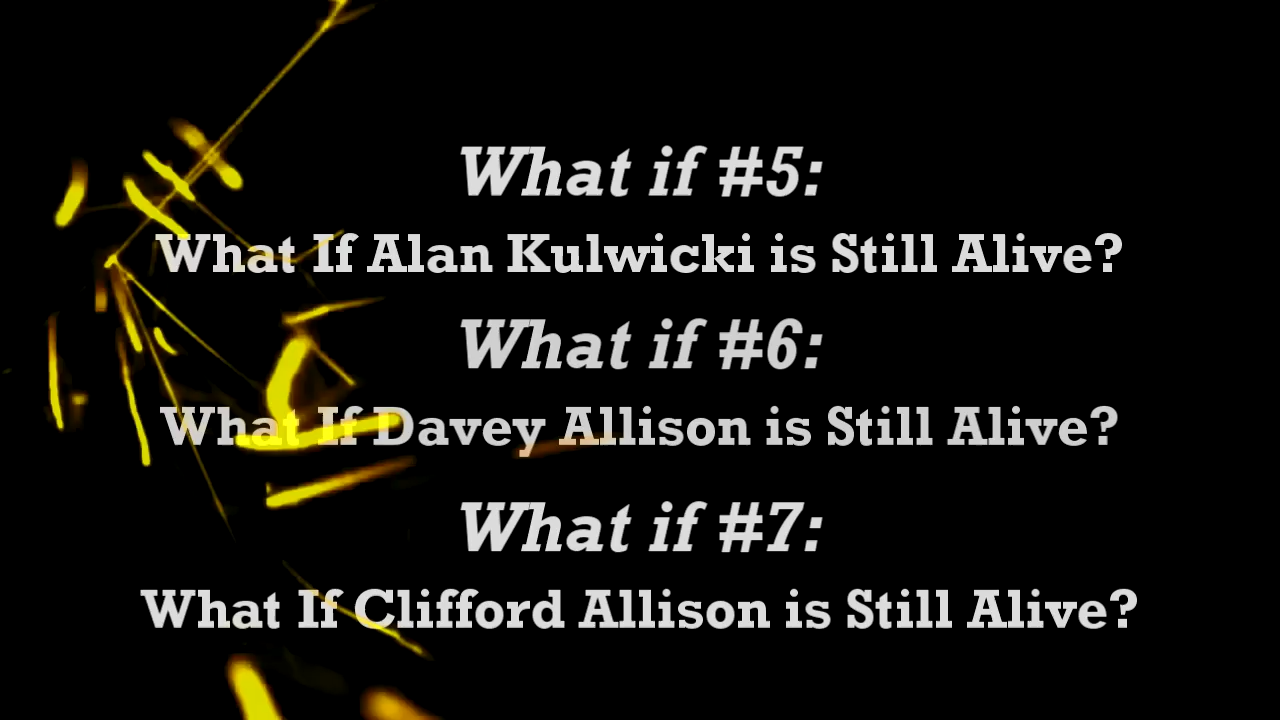 What if #5:
What If Alan Kulwicki is Still Alive?
What if #6:
What If Davey Allison is Still Alive?
What if #7:
What If Clifford Allison is Still Alive?